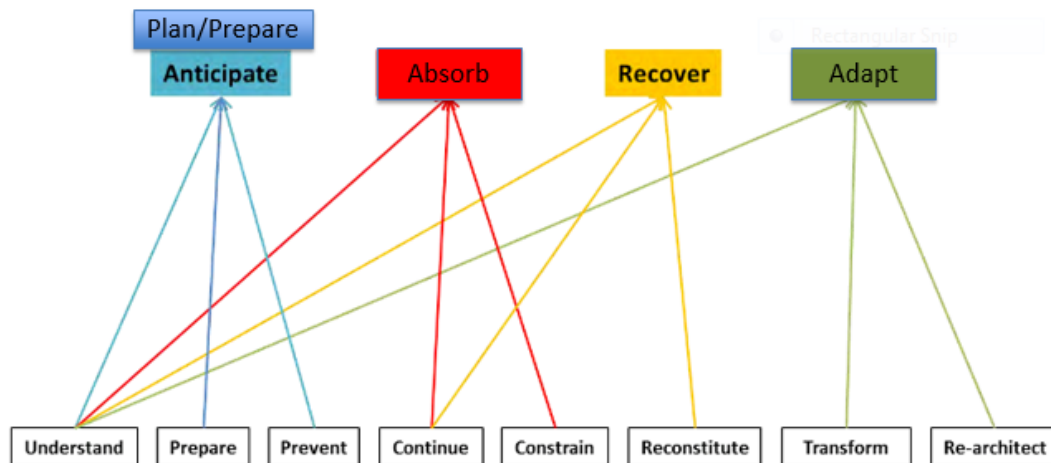 Plan/Prepare
Rectangular Snip
Anticipate
Absorb
Recover
Adapt
Understand
Prepare
Prevent
Continue
Constrain
Reconstitute
Transform
Re-architect